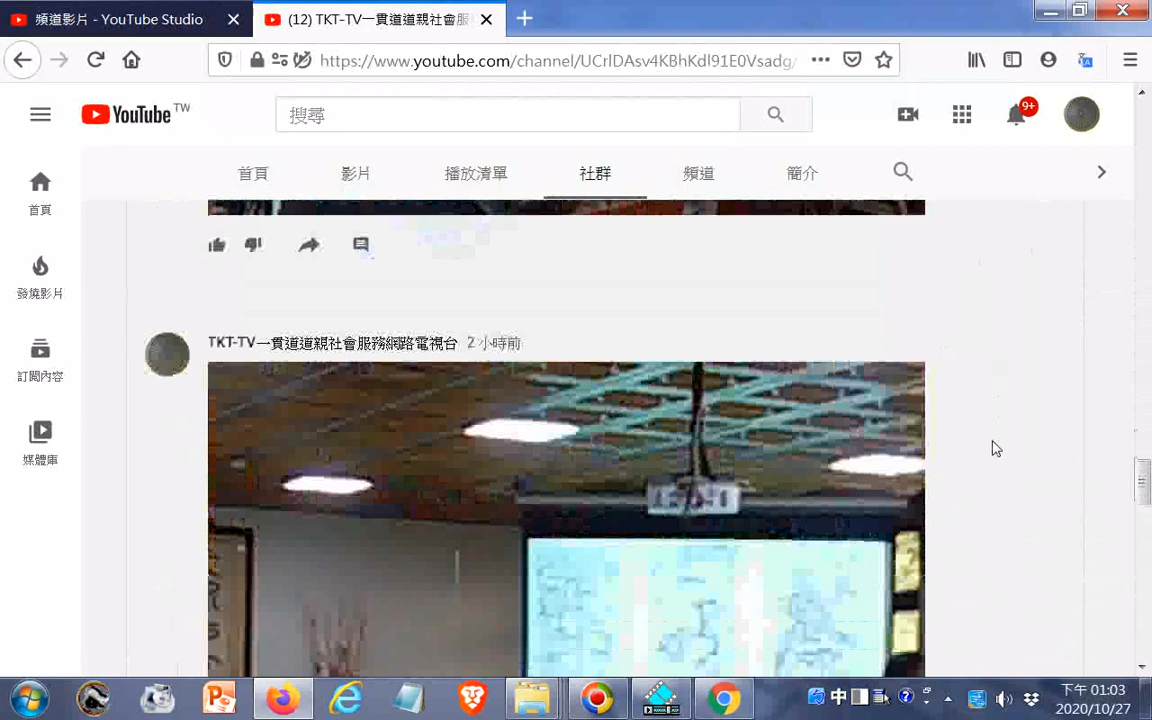 頻道影片 - YouTube Studio
(12) TKT-TV一貫道道親社會服
https://www.youtube.com/channel/UCrlDAsv4KBhKdl91E0Vsadg/
YouTube TW
搜尋
9+
首頁
影片
播放清單
社群
頻道
簡介
首頁
發燒影片
訂閱內容
媒體庫
TKT-TV一貫道道親社會服務網路電視台 2 小時前
中
下午 01:03
2020/10/27